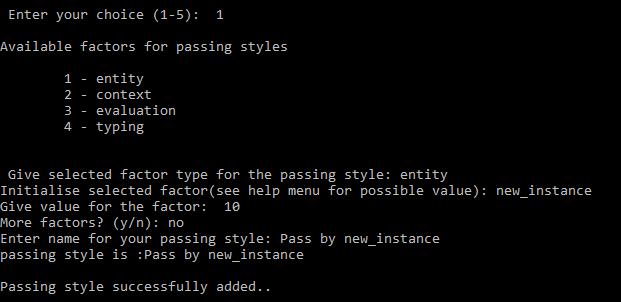 Enter your choice (1-5):  1
Available factors for passing styles
1 - entity
2 - context
3 - evaluation
4 - typing
Give selected factor type for the passing style: entity
Initialise selected factor(see help menu for possible value): new_instance
Give value for the factor:  10
More factors? (y/n): no
Enter name for your passing style: Pass by new_instance
passing style is :Pass by new_instance
Passing style successfully added..